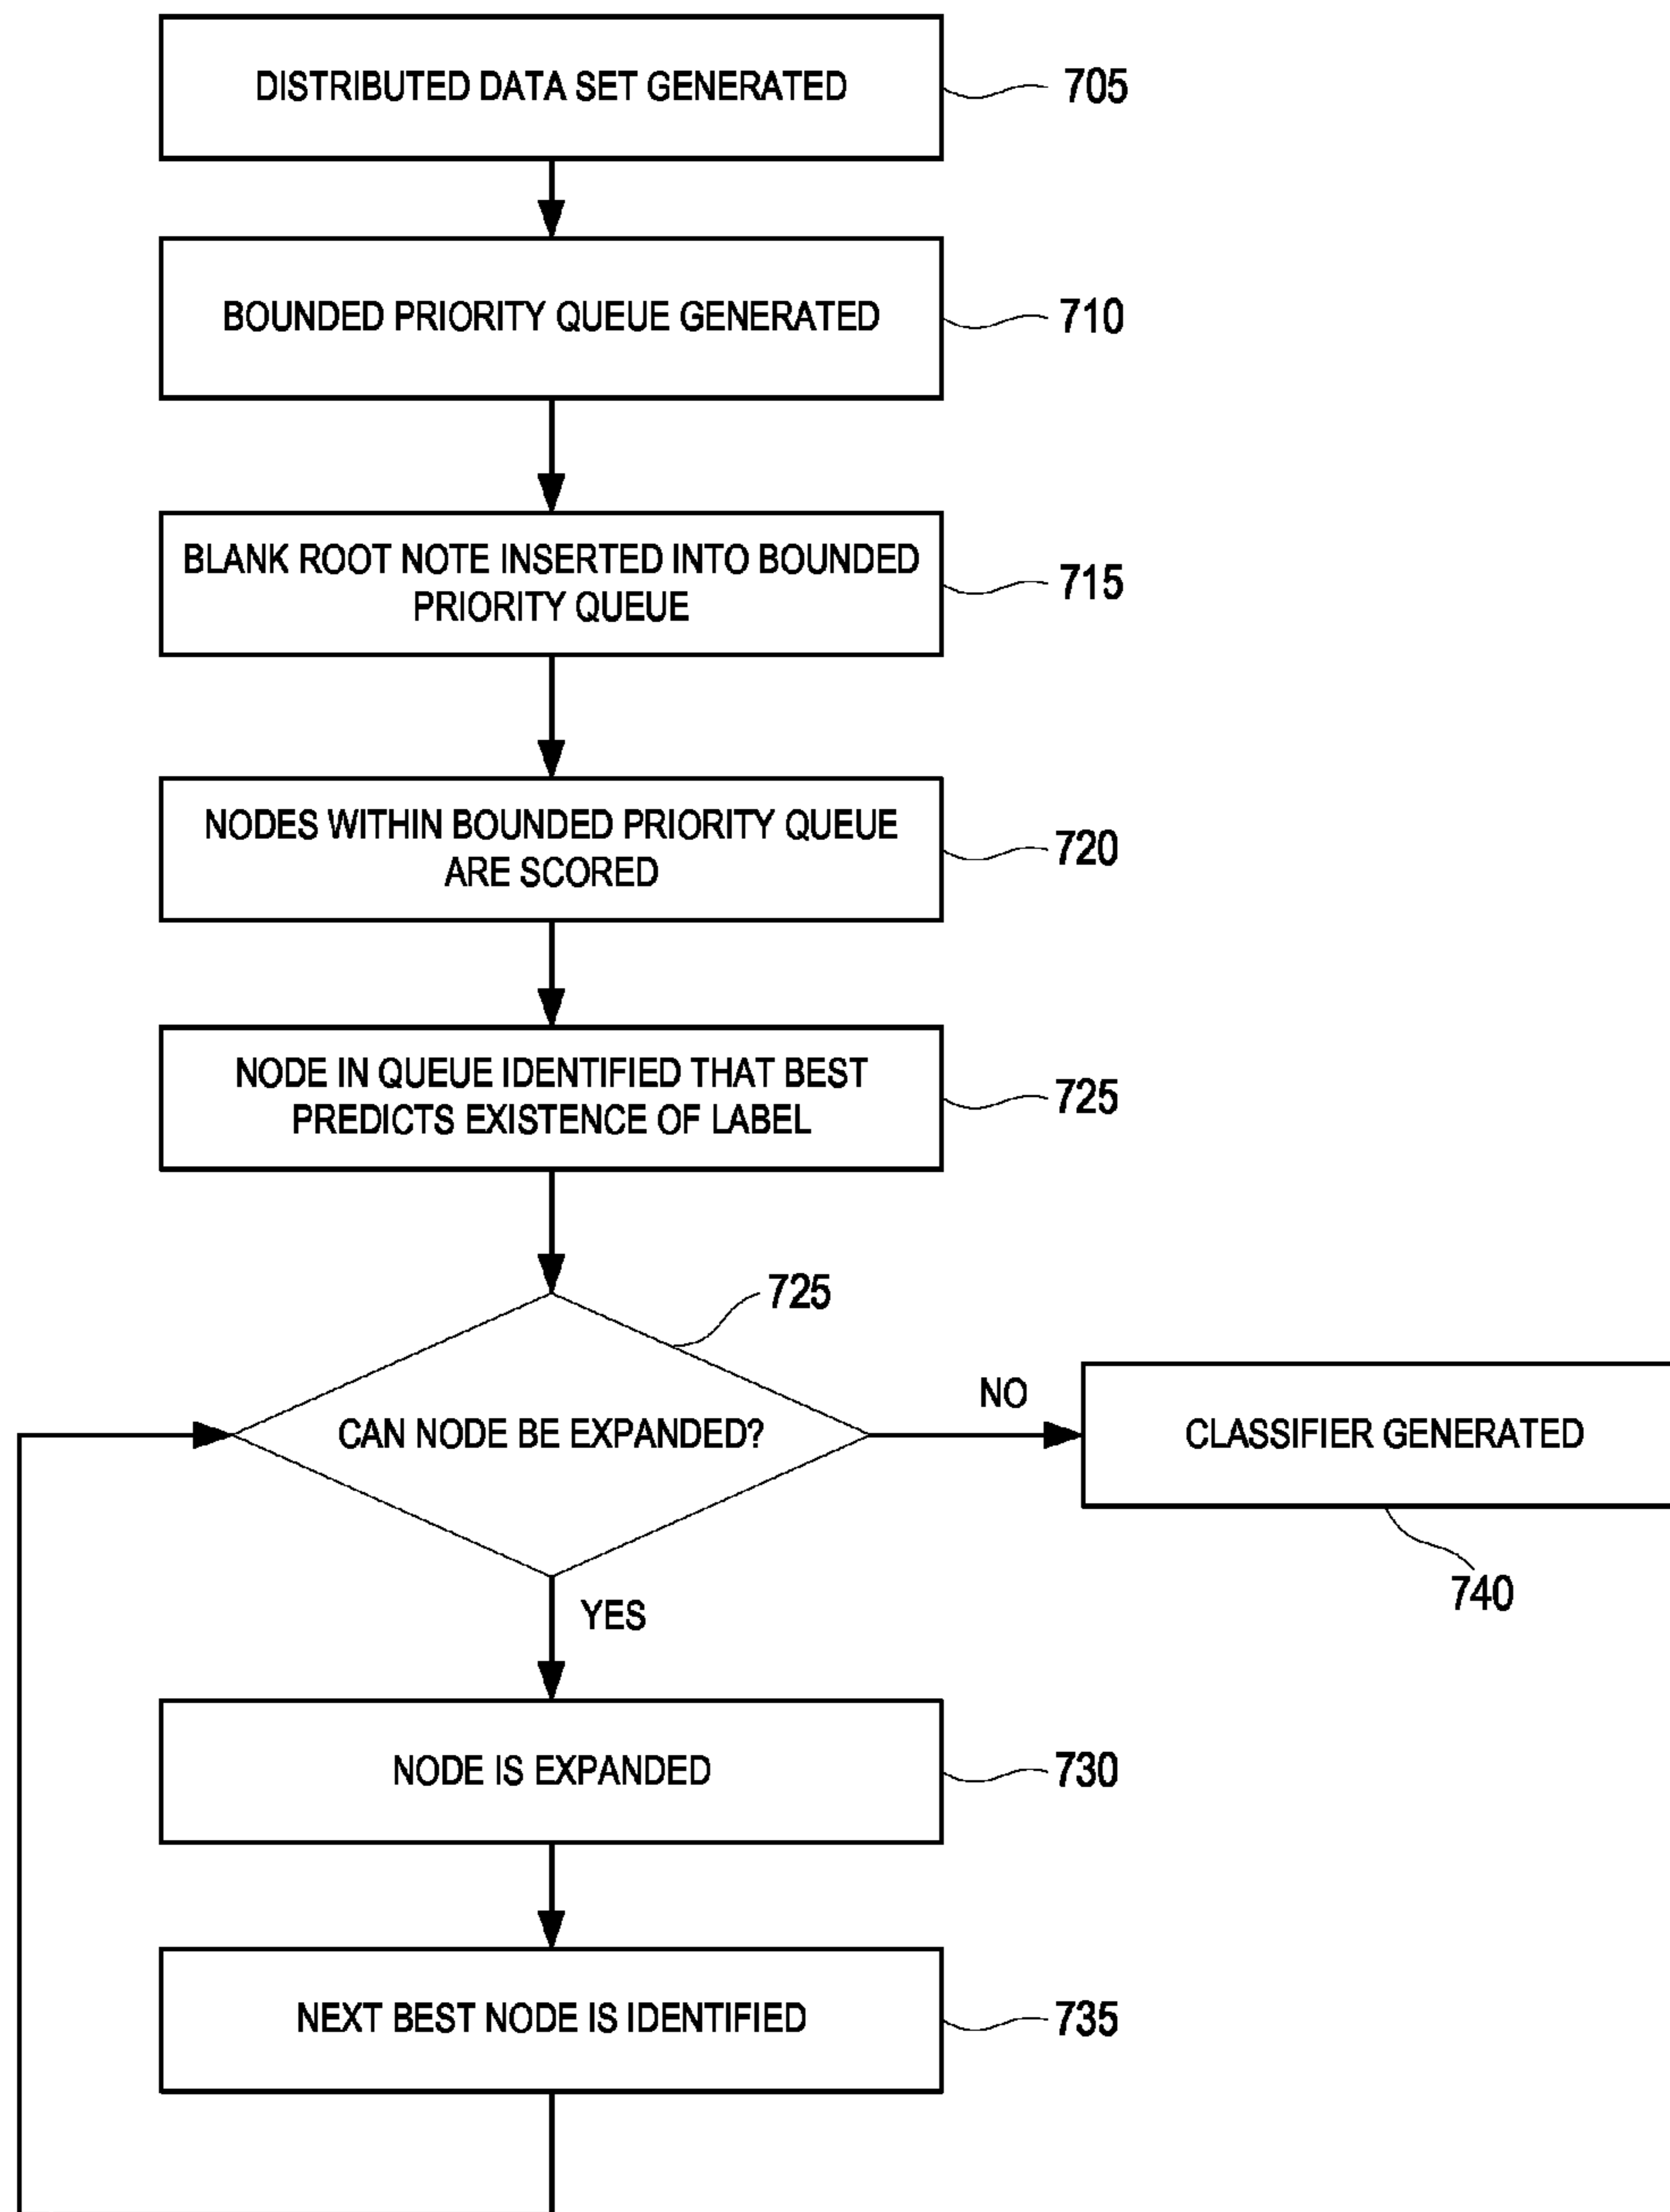 DISTRIBUTED DATA SET GENERATED
705
BOUNDED PRIORITY QUEUE GENERATED
710
BLANK ROOT NOTE INSERTED INTO BOUNDED
PRIORITY QUEUE
715
NODES WITHIN BOUNDED PRIORITY QUEUE
ARE SCORED
720
NODE IN QUEUE IDENTIFIED THAT BEST
PREDICTS EXISTENCE OF LABEL
725
725
CAN NODE BE EXPANDED?
NO
CLASSIFIER GENERATED
740
YES
NODE IS EXPANDED
730
NEXT BEST NODE IS IDENTIFIED
735